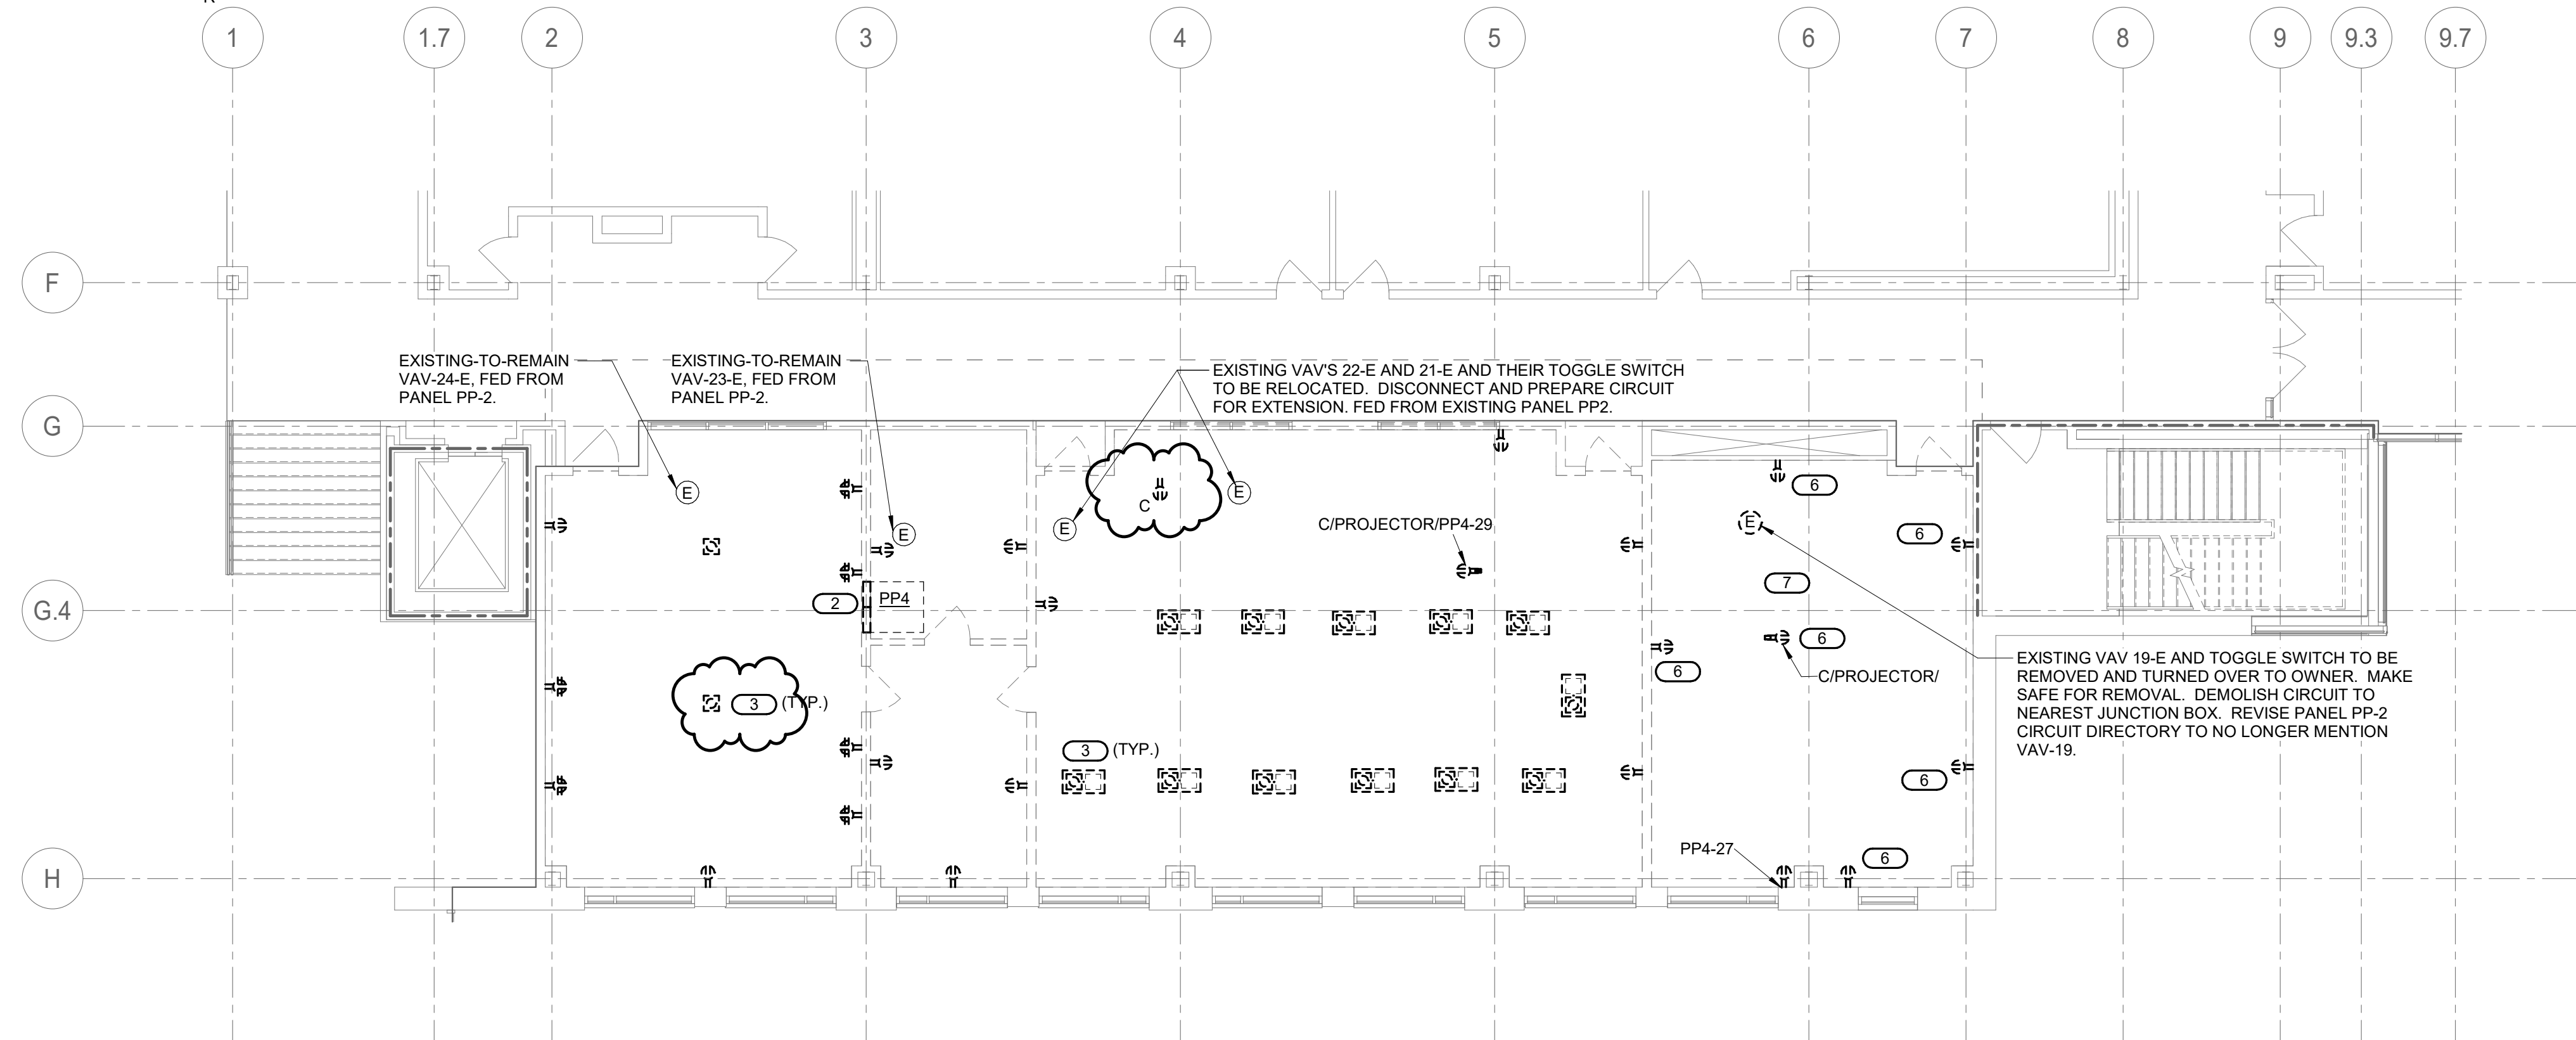 1
1.7
2
3
4
5
6
7
8
9
9.3
9.7
F
EXISTING-TO-REMAIN
VAV-24-E, FED FROM
PANEL PP-2.
EXISTING-TO-REMAIN
VAV-23-E, FED FROM
PANEL PP-2.
EXISTING VAV'S 22-E AND 21-E AND THEIR TOGGLE SWITCH
TO BE RELOCATED.  DISCONNECT AND PREPARE CIRCUIT
FOR EXTENSION. FED FROM EXISTING PANEL PP2.
G
E
E
E
E
C
C/PROJECTOR/PP4-29
6
E
6
7
G.4
2
PP4
6
C/PROJECTOR/
6
EXISTING VAV 19-E AND TOGGLE SWITCH TO BE
REMOVED AND TURNED OVER TO OWNER.  MAKE
SAFE FOR REMOVAL.  DEMOLISH CIRCUIT TO
NEAREST JUNCTION BOX.  REVISE PANEL PP-2
CIRCUIT DIRECTORY TO NO LONGER MENTION
VAV-19.
3 (TYP.)
3 (TYP.)
6
PP4-27
6
H